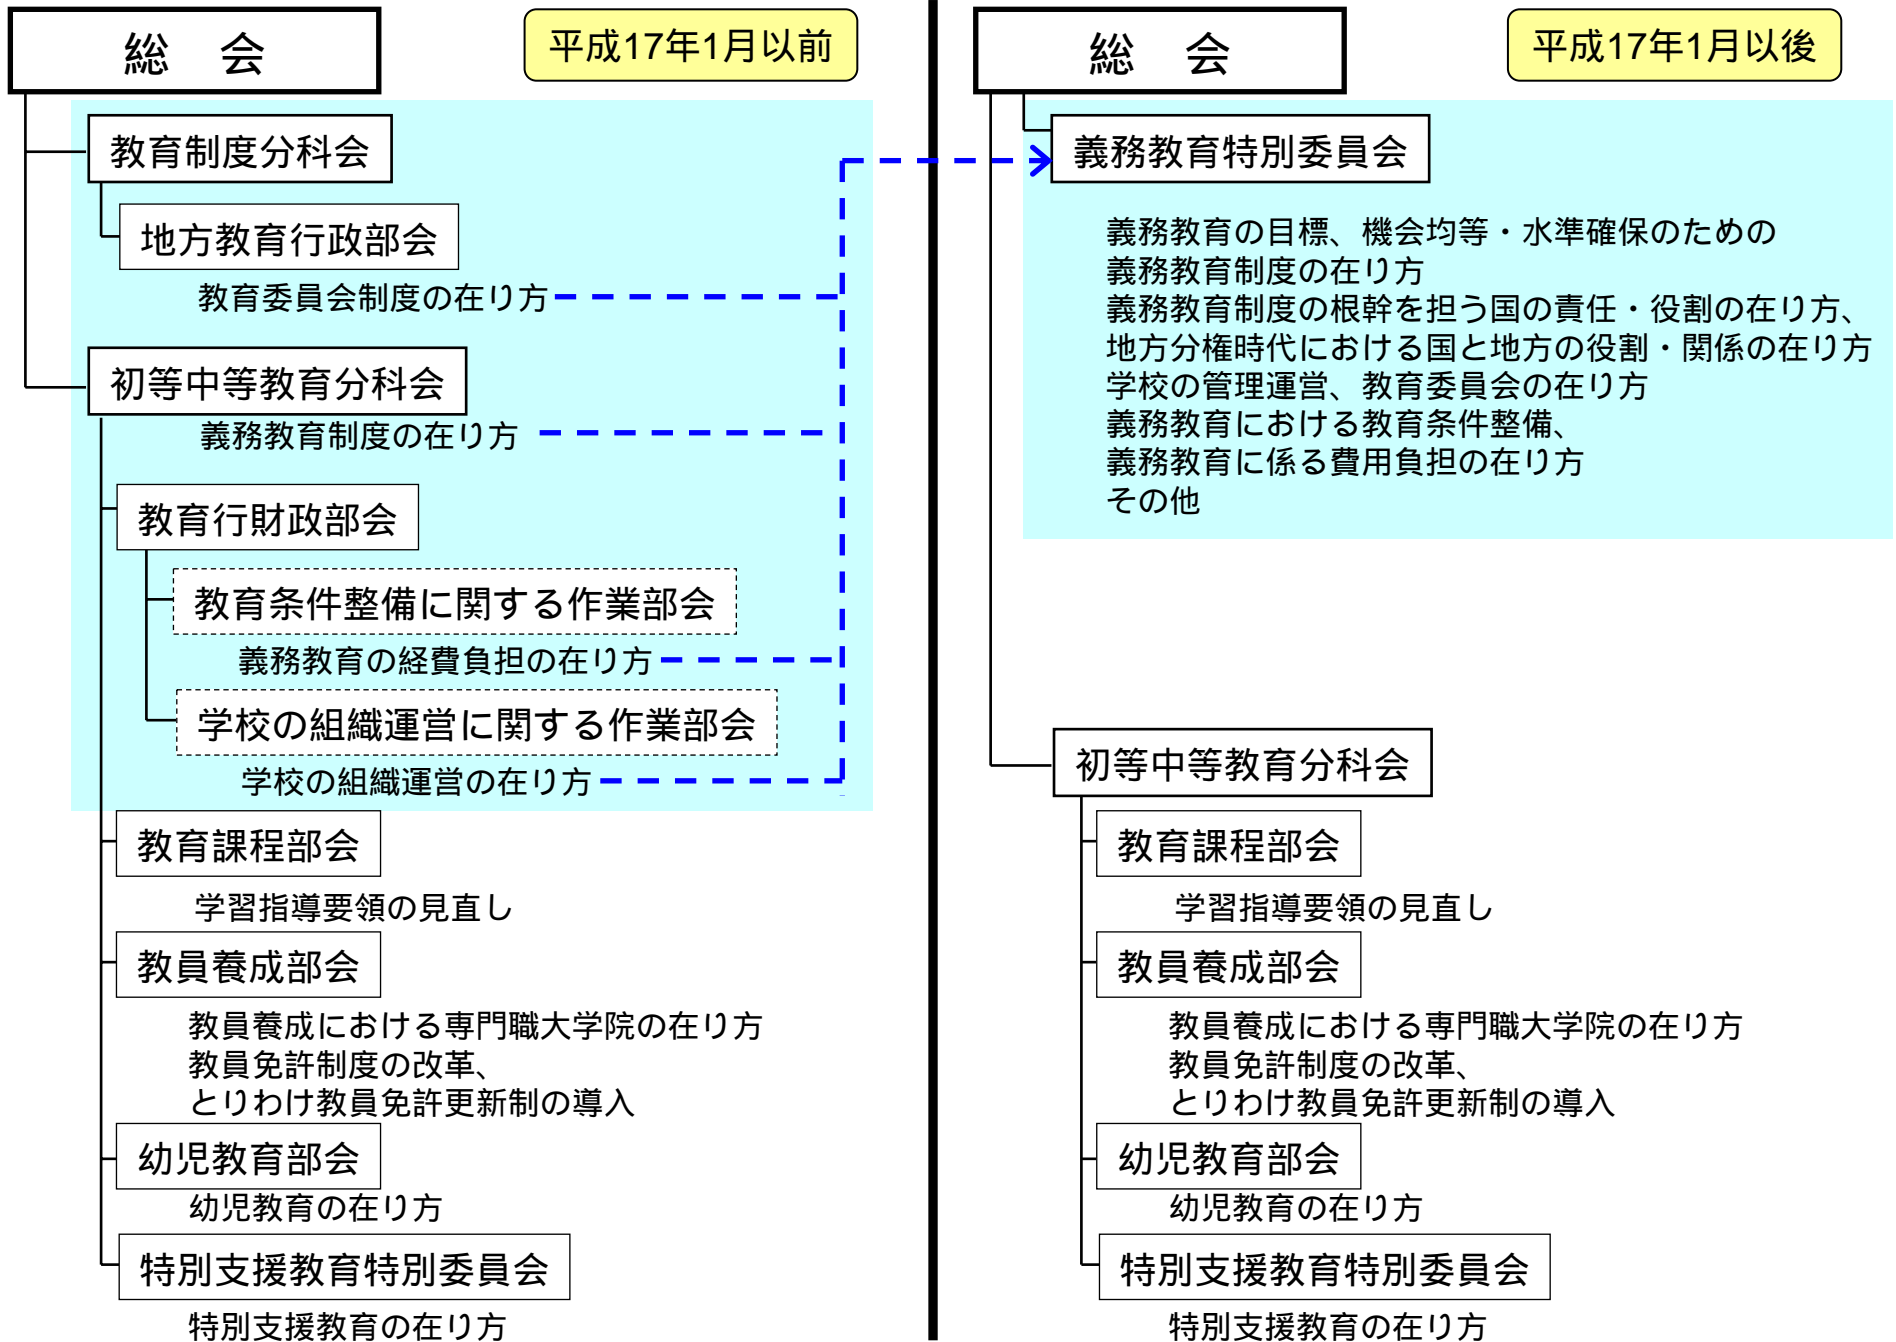 総　会
平成17年1月以前
教育制度分科会
地方教育行政部会
教育委員会制度の在り方
初等中等教育分科会
義務教育制度の在り方
教育行財政部会
教育条件整備に関する作業部会
義務教育の経費負担の在り方
学校の組織運営に関する作業部会
学校の組織運営の在り方
教育課程部会
学習指導要領の見直し
教員養成部会
教員養成における専門職大学院の在り方
教員免許制度の改革、
とりわけ教員免許更新制の導入
幼児教育部会
幼児教育の在り方
特別支援教育特別委員会
特別支援教育の在り方
総　会
平成17年1月以後
義務教育特別委員会
義務教育の目標、機会均等・水準確保のための
義務教育制度の在り方
義務教育制度の根幹を担う国の責任・役割の在り方、
地方分権時代における国と地方の役割・関係の在り方
学校の管理運営、教育委員会の在り方
義務教育における教育条件整備、
義務教育に係る費用負担の在り方
その他
初等中等教育分科会
教育課程部会
学習指導要領の見直し
教員養成部会
教員養成における専門職大学院の在り方
教員免許制度の改革、
とりわけ教員免許更新制の導入
幼児教育部会
幼児教育の在り方
特別支援教育特別委員会
特別支援教育の在り方